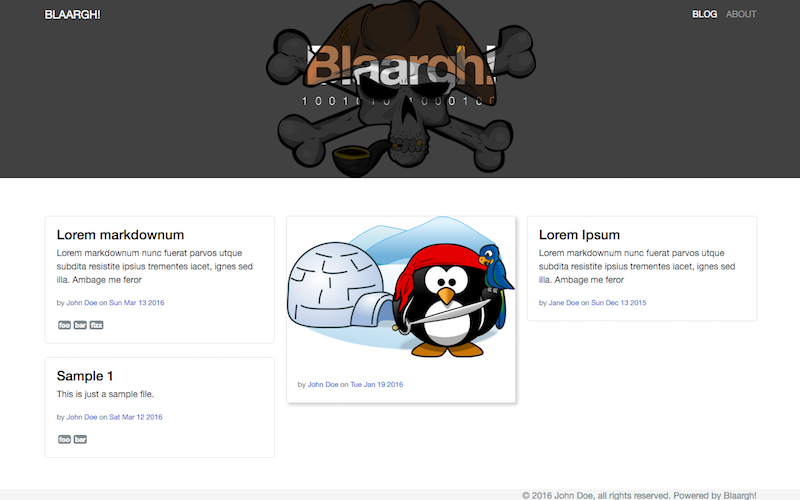 BLAARGH!
BLOG ABOUT
Blaargh!
Lorem markdownum
Lorem markdownum nunc fuerat parvos utque
subdita resistite ipsius trementes iacet, ignes sed
illa. Ambage me feror
by John Doe on Sun Mar 13 2016
foo bar fizz
Sample 1
This is just a sample file.
by John Doe on Sat Mar 12 2016
foo bar
by John Doe on Tue Jan 19 2016
Lorem Ipsum
Lorem markdownum nunc fuerat parvos utque
subdita resistite ipsius trementes iacet, ignes sed
illa. Ambage me feror
by Jane Doe on Sun Dec 13 2015
© 2016 John Doe, all rights reserved. Powered by Blaargh!